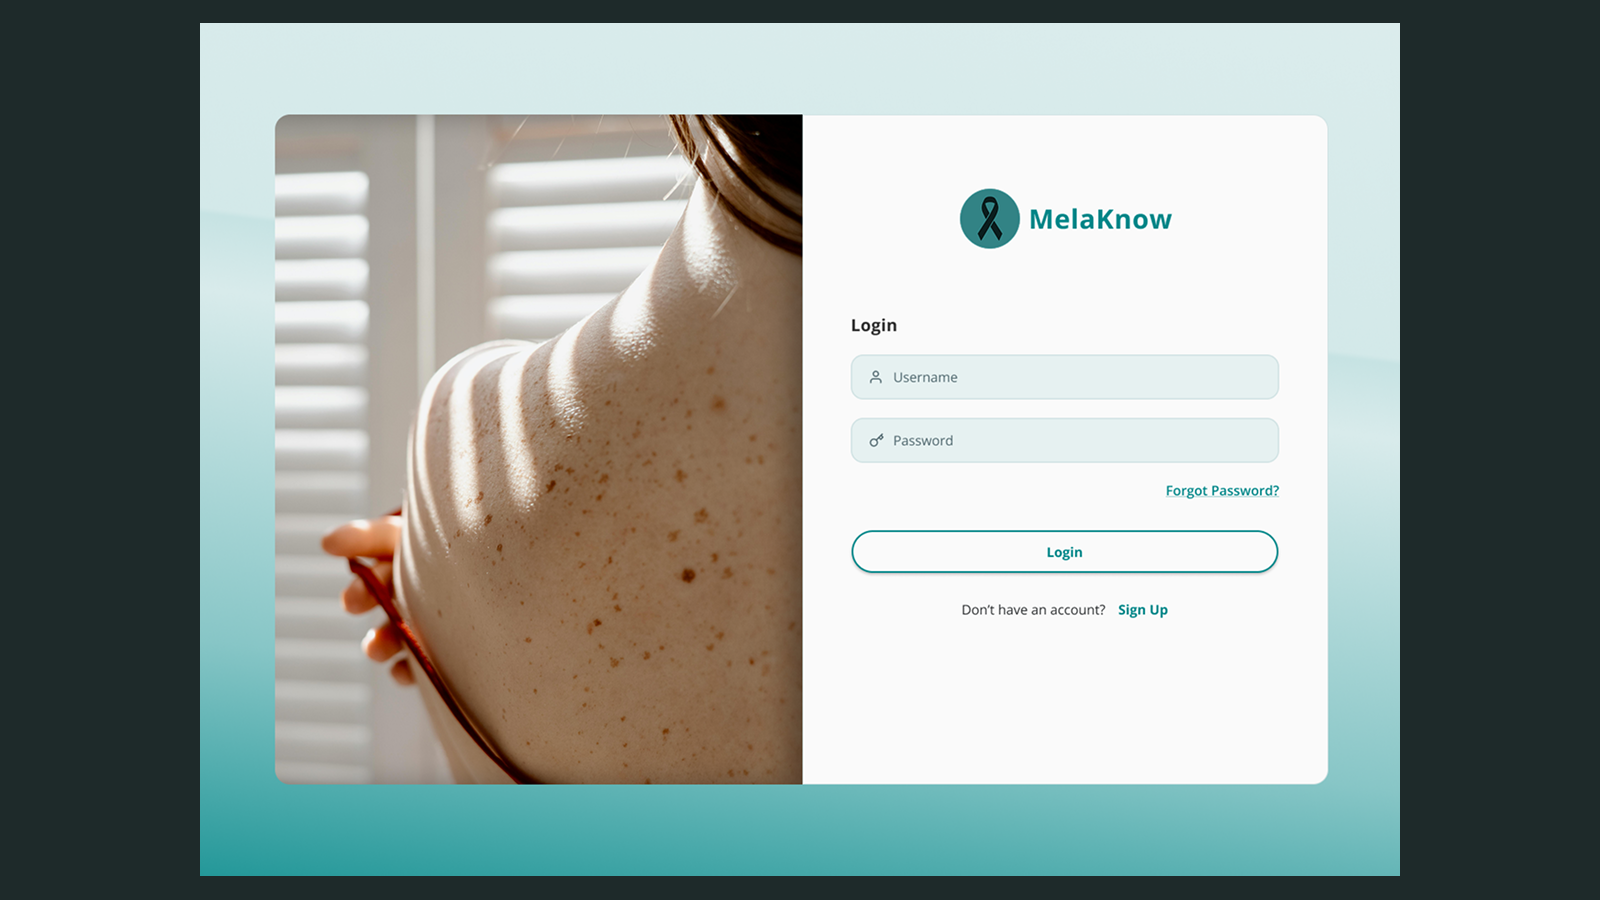 MelaKnow
Login
Username
Password
Forgot Password?
Login
Don’t have an account? Sign Up